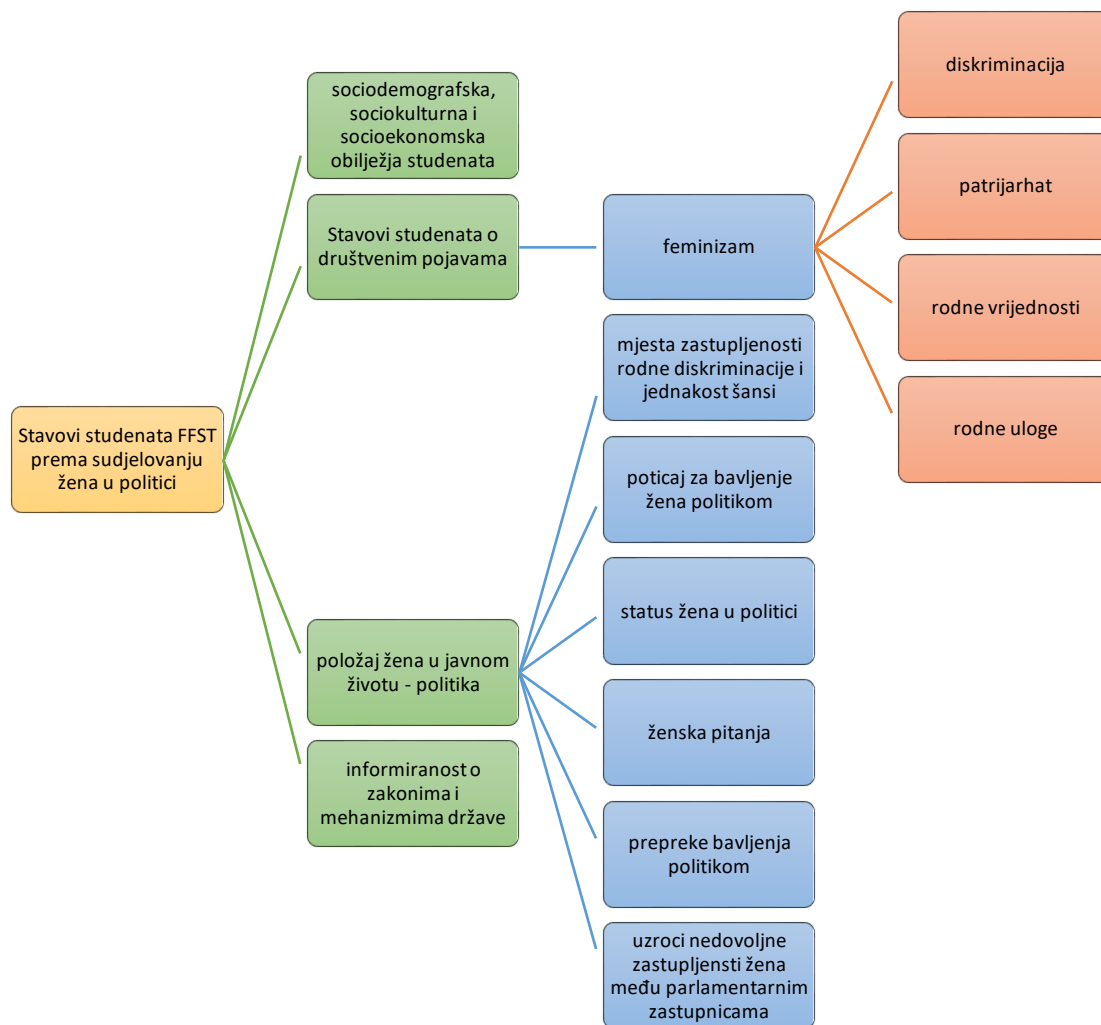 Stavovi studenata FFST
prema sudjelovanju
žena u politici
sociodemografska,
sociokulturna i
socioekonomska
obilježja studenata
Stavovi studenata o
društvenim pojavama
feminizam
diskriminacija
patrijarhat
rodne vrijednosti
rodne uloge
položaj žena u javnom
životu - politika
mjesta zastupljenosti
rodne diskriminacije i
jednakost šansi
poticaj za bavljenje
žena politikom
status žena u politici
ženska pitanja
prepreke bavljenja
politikom
uzroci nedovoljne
zastupljensti žena
među parlamentarnim
zastupnicama
informiranost o
zakonima i
mehanizmima države